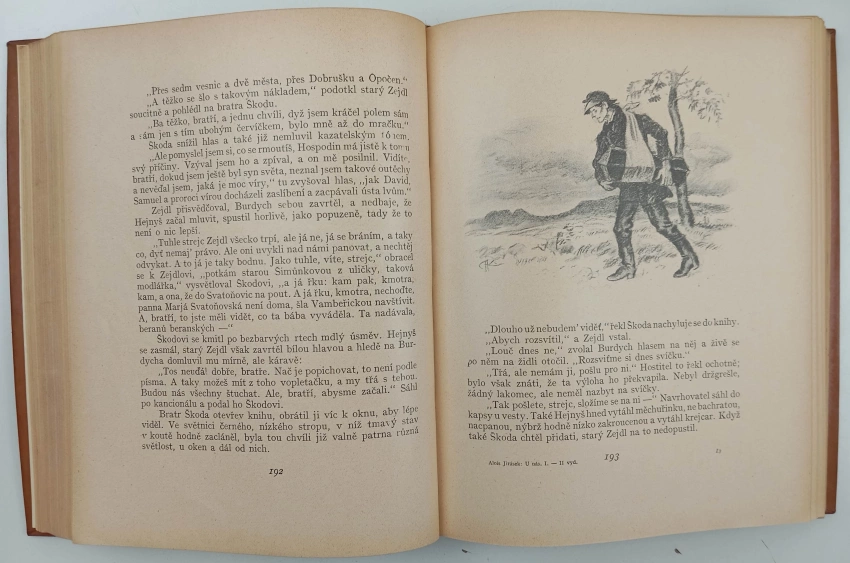 „Přes sedm vesnic a dvě města, přes Dobrušku a Opočen.“
„A těžko se šlo s takovým nákladem,“ podotkl starý Zejdl
soucitně a pohlédl na bratra Škodu.
„Ba těžko, bratří, a jednu chvíli, dyž jsem kráčel polem sám
a sám jen s tím ubohým červíčkem, bylo mně až do mračku.“
Škoda snížil hlas a také již nemluvil kazatelským tónem.
„Ale pomyslel jsem si, co se rmoutíš, Hospodin má jistě k tomu
svý příčiny. Vzýval jsem ho a zpíval, a on mě posilnil. Vidíte,
bratří, dokud jsem ještě byl syn světa, neznal jsem takové outěchy
a nevěďal jsem, jaká je moc víry,“ tu zvyšoval hlas, „jak David,
Samuel a proroci vírou docházeli zaslíbení a zacpávali ústa lvům.“
Zejdl přisvědčoval, Burdych sebou zavrtěl, a nedbaje, že
Hejnyš začal mluvit, spustil horlivě, jako popuzeně, tady že to
není o nic lepší.
„Tuhle strejc Zejdl všecko trpí, ale já ne, já se bráním, a taky
co, dyť nemaj’ právo. Ale oni uvykli nad námi panovat, a nechtěj
odvykat. A to já je taky bodnu. Jako tuhle, víte, strejc,“ obracel
se k Zejdlovi, „potkám starou Šimůnkovou z uličky, taková
modlářka,“ vysvětloval Škodovi, „a já řku: kam pak, kmotra,
kam, a ona, že do Svatoňovic na pout. A já řku, kmotra, nechoďte,
panna Marjá Svatoňovská není doma, šla Vambeřickou navštívit.
A, bratří, to jste měli vidět, co ta bába vyváděla. Ta nadávala,
beranů beranských —“
Škodovi se kmitl po bezbarvých rtech mdlý úsměv. Hejnyš
se zasmál, starý Zejdl však zavrtěl bílou hlavou a hledě na Bur-
dycha domluvil mu mírně, ale káravě:
„Tos neuďál dobře, bratře. Nač je popichovat, to není podle
písma. A taky možeš mít z toho vopletačku, a my třá s tebou.
Budou nás všechny štuchat. Ale, bratří, abysme začali.“ Sáhl
po kancionálu a podal ho Škodovi.
Bratr Škoda otevřev knihu, obrátil ji víc k oknu, aby lépe
viděl. Ve světnici černého, nízkého stropu, v níž tmavý stav
v koutě hodně zacláněl, byla tou chvílí již valně patrna různá
světlost, u oken a dál od nich.
192
„Dlouho už nebudem’ viděť,“ řekl Škoda nachyluje se do knihy.
„Abych rozsvítil,“ a Zejdl vstal.
„Louč dnes ne,“ zvolal Burdych hlasem na něj a živě se
po něm na židli otočil. „Rozsviťme si dnes svíčku.“
„Třá, ale nemám ji, pošlu pro ni.“ Hostitel to řekl ochotně;
bylo však znáti, že ta výloha ho překvapila. Nebyl držgrešle,
žádný lakomec, ale neměl nazbyt na svíčky.
„Tak pošlete, strejc, složíme se na ni —“ Navrhovatel sáhl do
kapsy u vesty. Také Hejnyš hned vytáhl měchuřinku, ne bachratou,
nacpanou, nýbrž hodně nízko zakroucenou a vytáhl krejcar. Když
také Škoda chtěl přidati, starý Zejdl na to nedopustil.
Alois Jirásek: U nás. I. — II vyd.
193